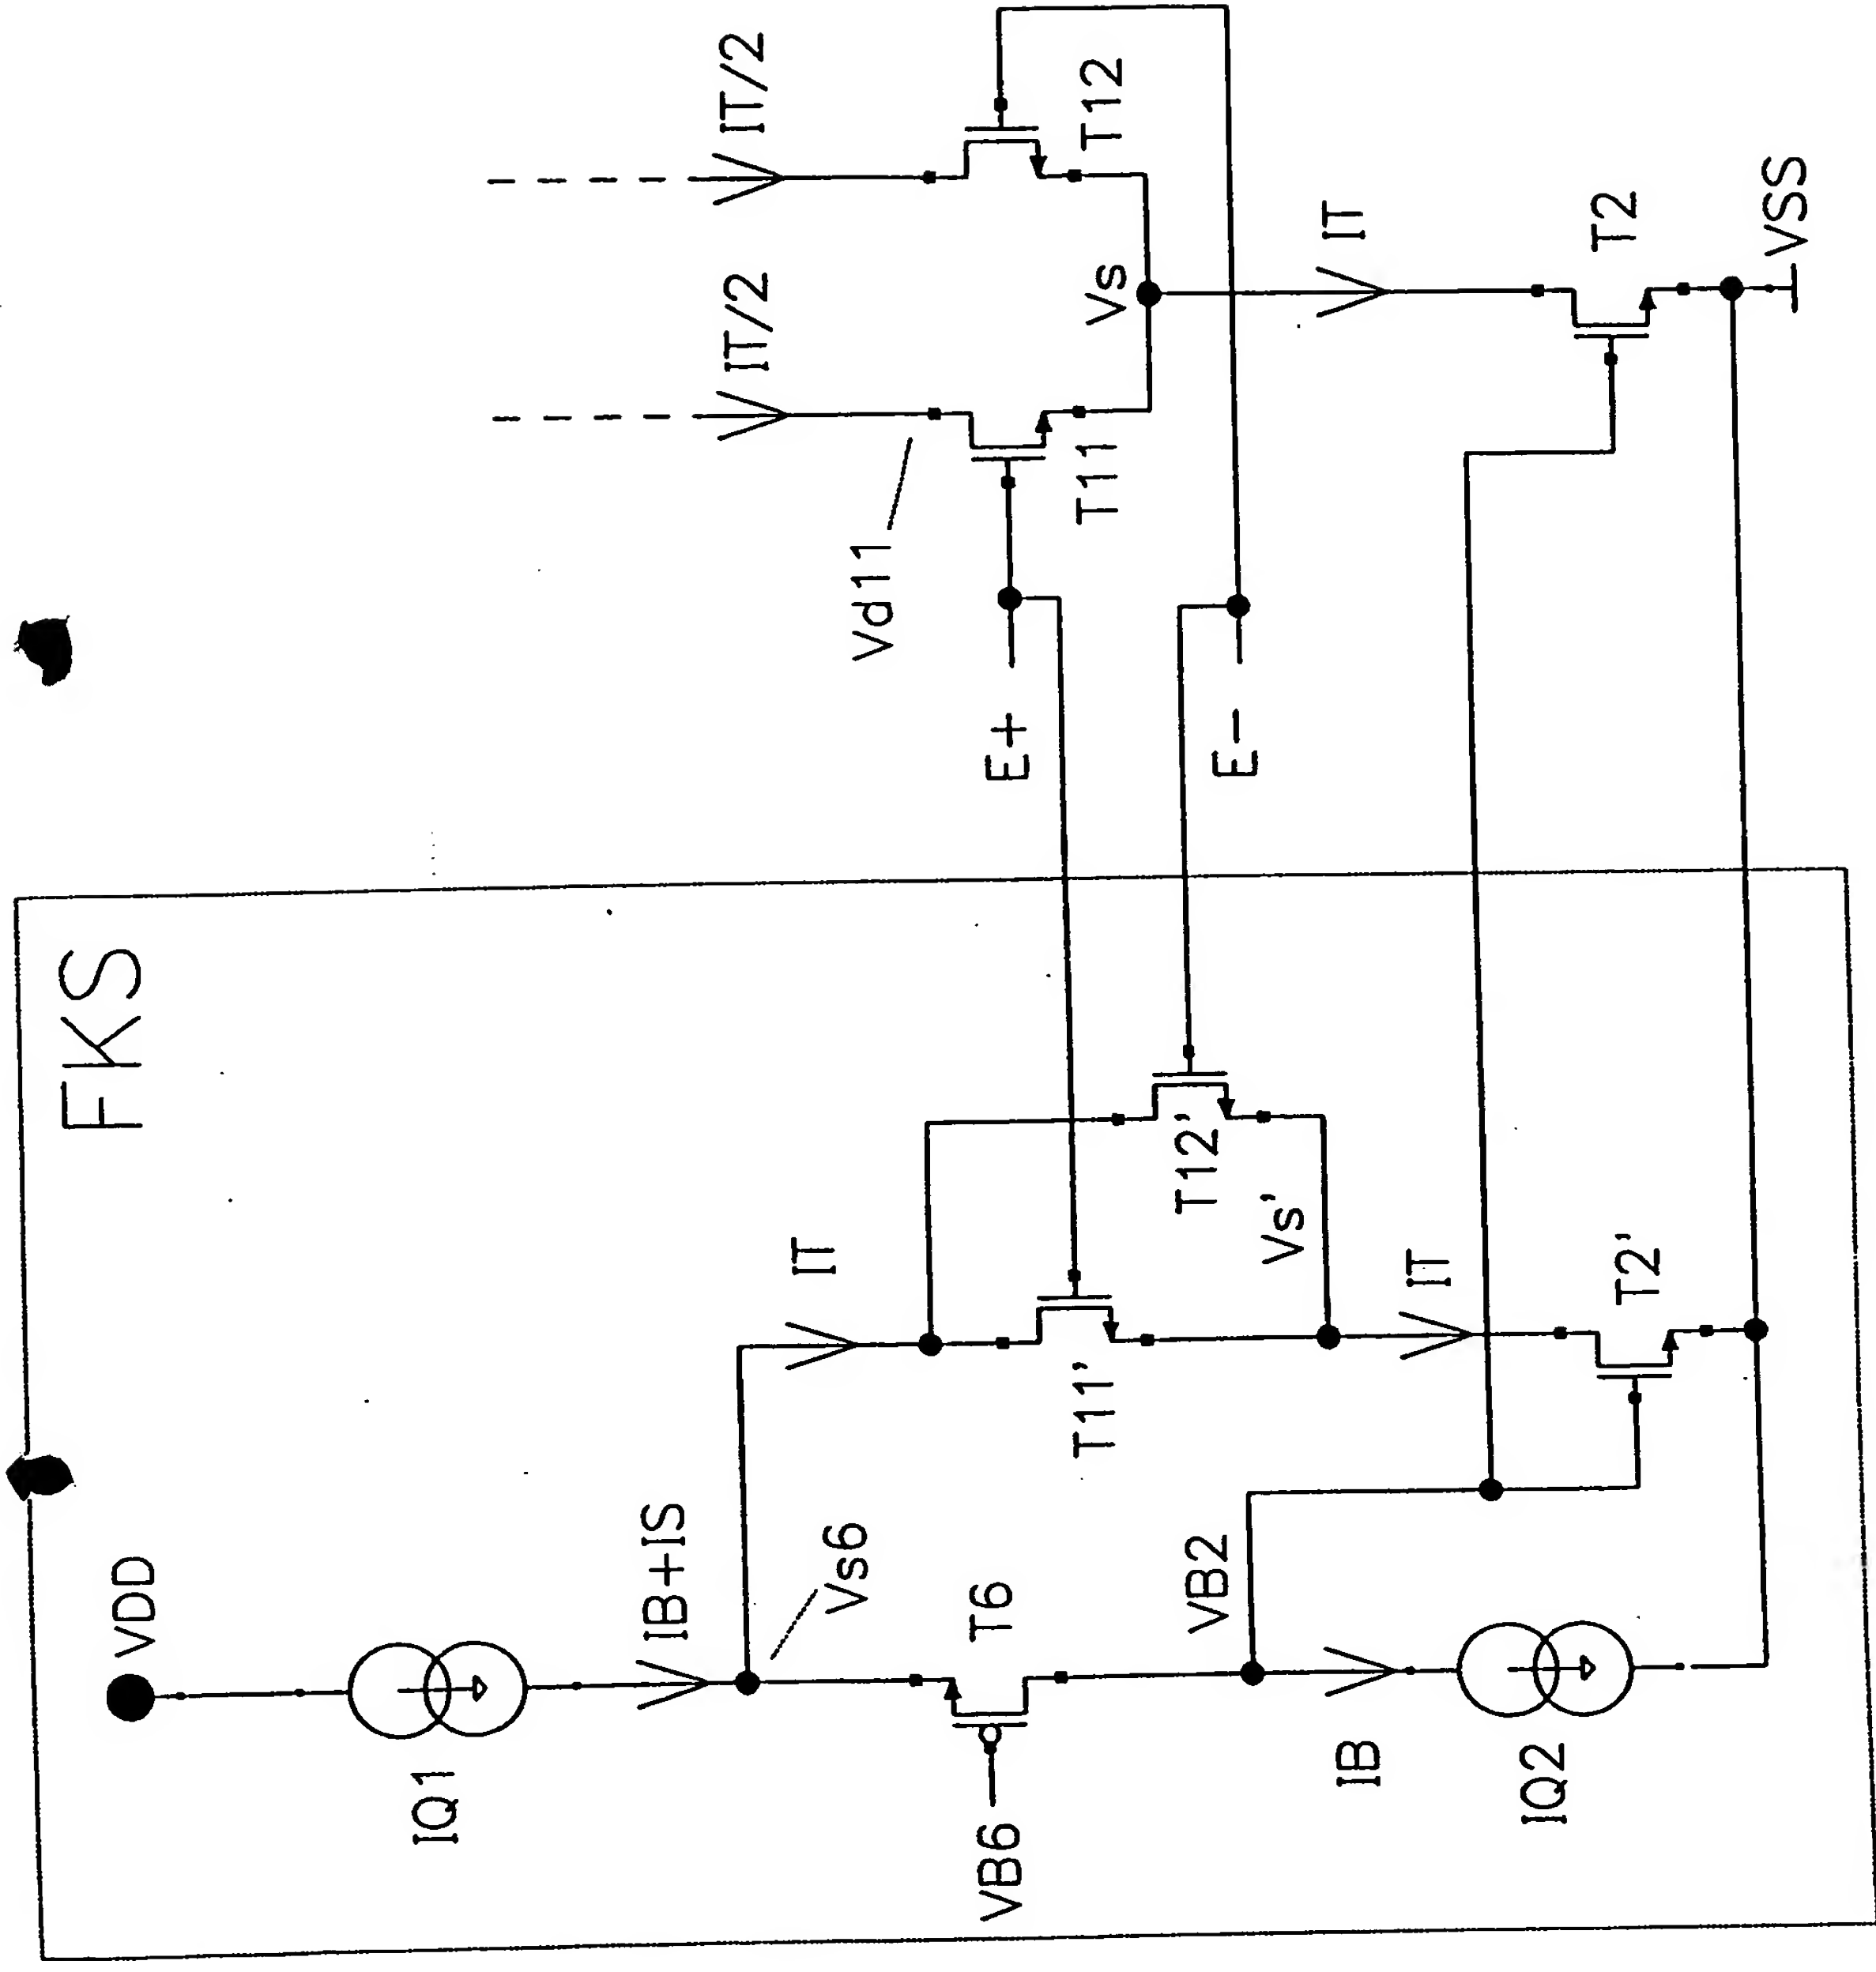 FKS
VDD
IQ1
IB+IS
Vs6
IT
T6
VB6
VB2
IB
IQ2
T11'
T12'
Vs'
IT
T2'
E+
E-
Vd11
IT/2
IT/2
T11
T12
Vs
IT
T2
VSS